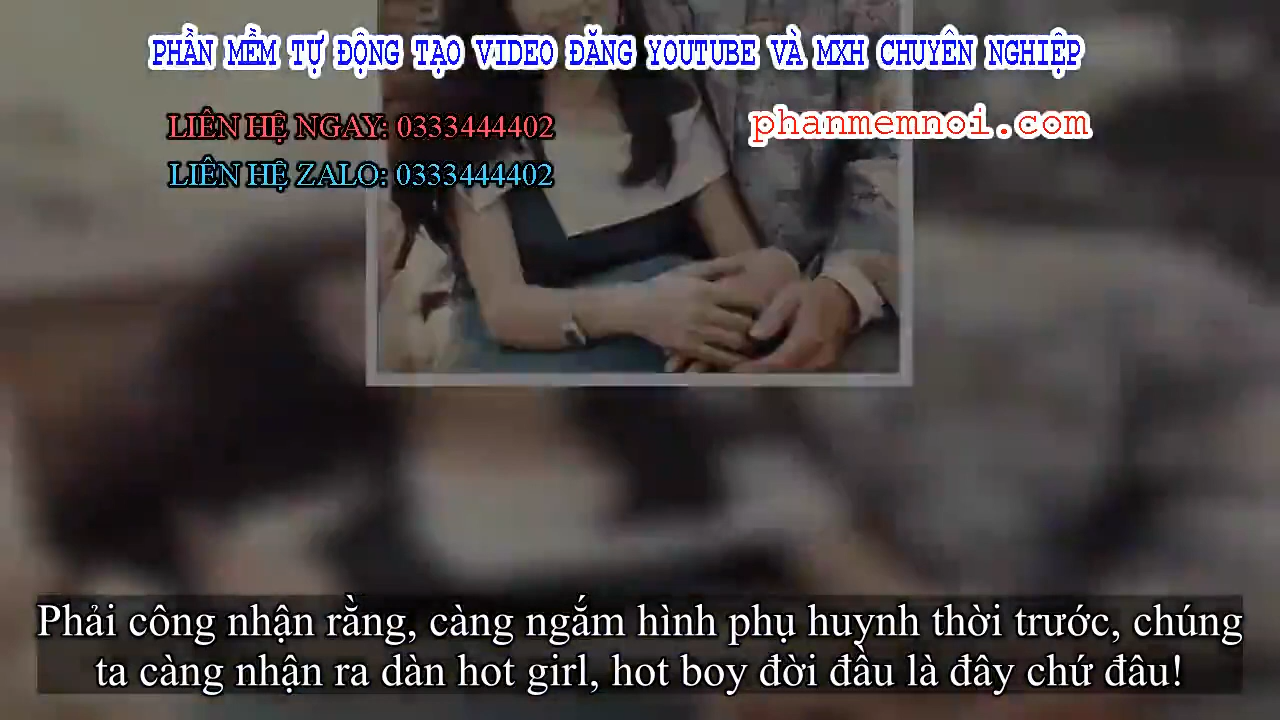 PHẦN MỀM TỰ ĐỘNG TẠO VIDEO ĐĂNG YOUTUBE VÀ MXH CHUYÊN NGHIỆP
LIÊN HỆ NGAY: 0333444402
phanmemnoi.com
LIÊN HỆ ZALO: 0333444402
Phải công nhận rằng, càng ngắm hình phụ huynh thời trước, chúng
ta càng nhận ra dàn hot girl, hot boy đời đầu là đây chứ đâu!